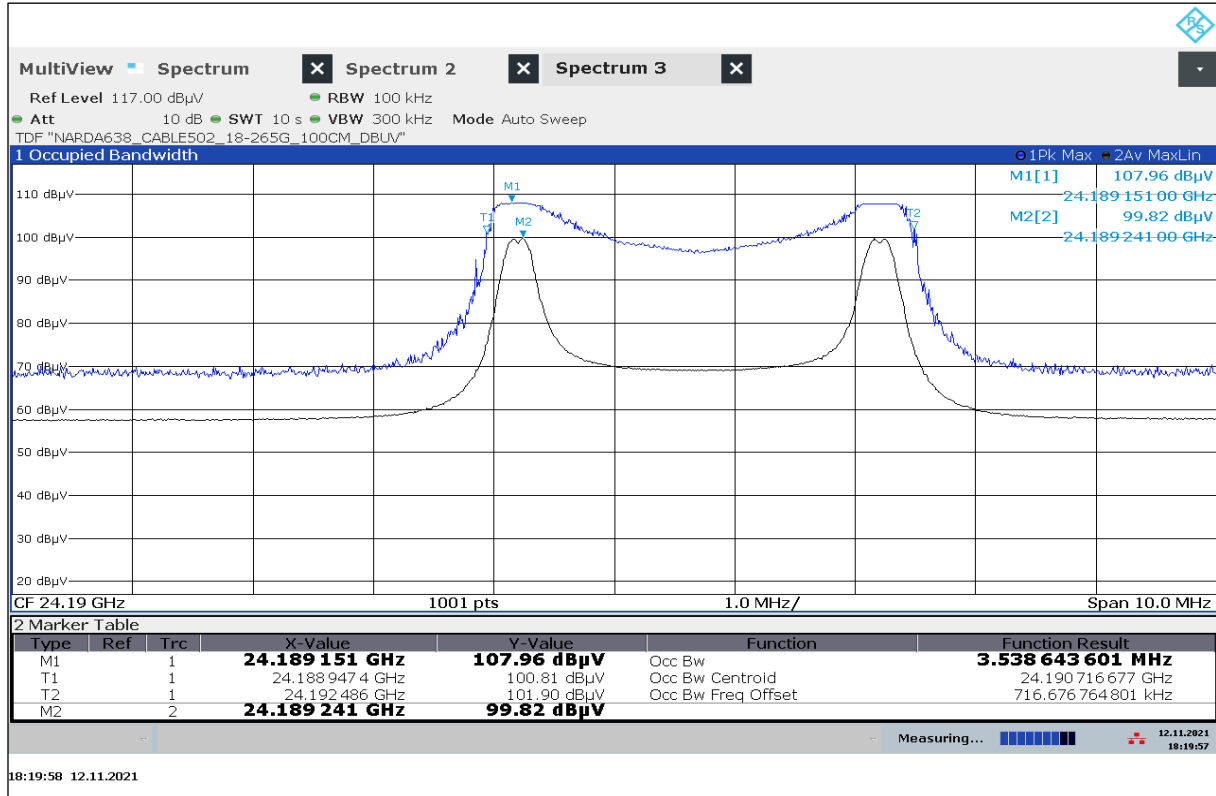 R&S
MultiView Spectrum Spectrum 2 Spectrum 3
Ref Level 117.00 dBµV RBW 100 kHz
Att 10 dB SWT 10 s VBW 300 kHz Mode Auto Sweep
TDF "NARDA638_CABLE502_18-265G_100CM_DBUV"
1 Occupied Bandwidth 1Pk Max 2Av MaxLin
M1[1] 107.96 dBµV
24.189 151 00 GHz
M2[2] 99.82 dBµV
24.189 241 00 GHz
M1
T1
M2
T2
110 dBµV
100 dBµV
90 dBµV
80 dBµV
70 dBµV
60 dBµV
50 dBµV
40 dBµV
30 dBµV
20 dBµV
CF 24.19 GHz 1001 pts 1.0 MHz/ Span 10.0 MHz
2 Marker Table
Type Ref Trc X-Value Y-Value Function Function Result
M1 1 24.189 151 GHz 107.96 dBµV Occ Bw 3.538 643 601 MHz
T1 1 24.188 947 4 GHz 100.81 dBµV Occ Bw Centroid 24.190 716 677 GHz
T2 1 24.192 486 GHz 101.90 dBµV Occ Bw Freq Offset 716.676 764 801 kHz
M2 2 24.189 241 GHz 99.82 dBµV
Measuring... 12.11.2021
18:19:57
18:19:58 12.11.2021